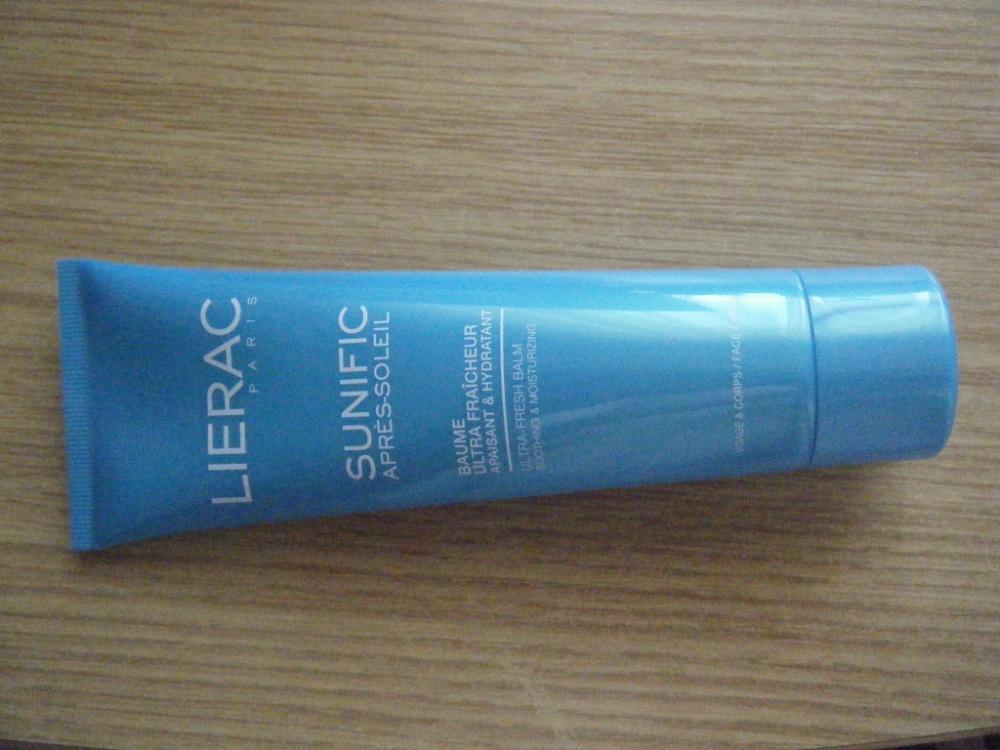 LIERAC
PARIS
SUNIFIC
APRÈS-SOLEIL
BAUME
ULTRA FRAÎCHEUR
APAISANT & HYDRATANT
ULTRA-FRESH BALM
SOOTHING & MOISTURIZING
VISAGE & CORPS / FACE